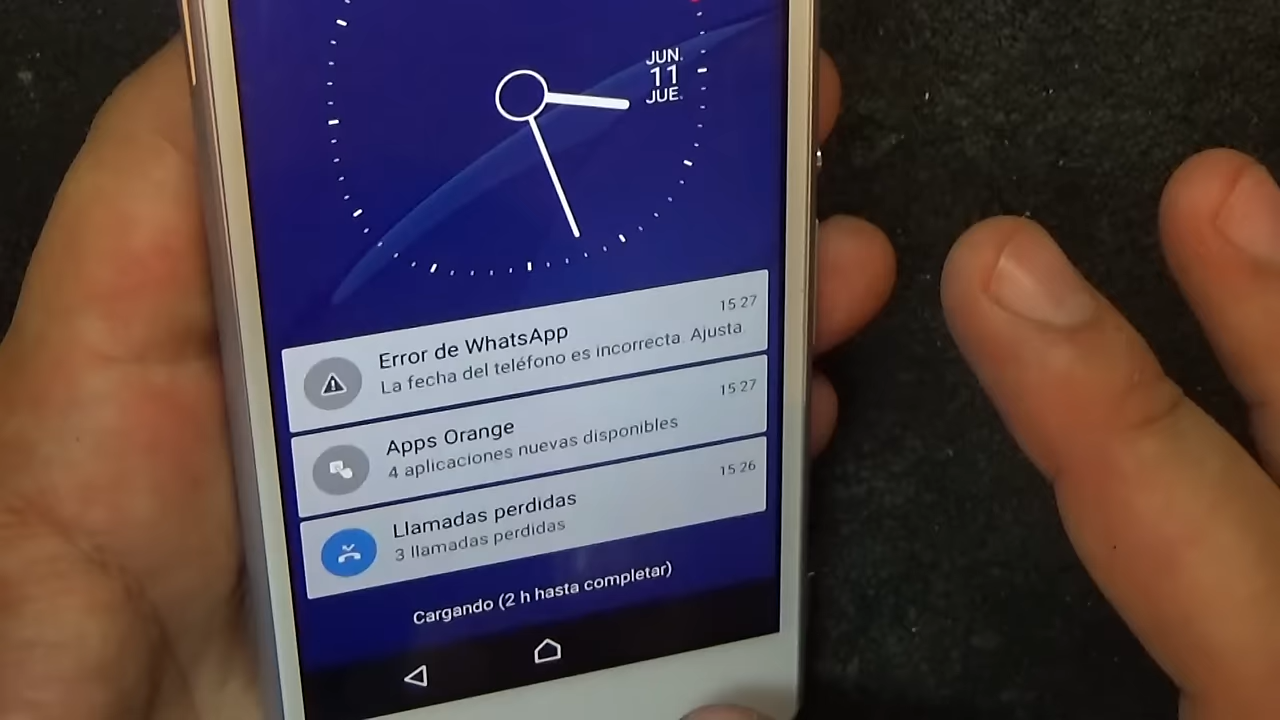 JUN.
11
JUE.
15:27
Error de WhatsApp
La fecha del teléfono es incorrecta. Ajusta
15:27
Apps Orange
4 aplicaciones nuevas disponibles
15:26
Llamadas perdidas
3 llamadas perdidas
Cargando (2 h hasta completar)